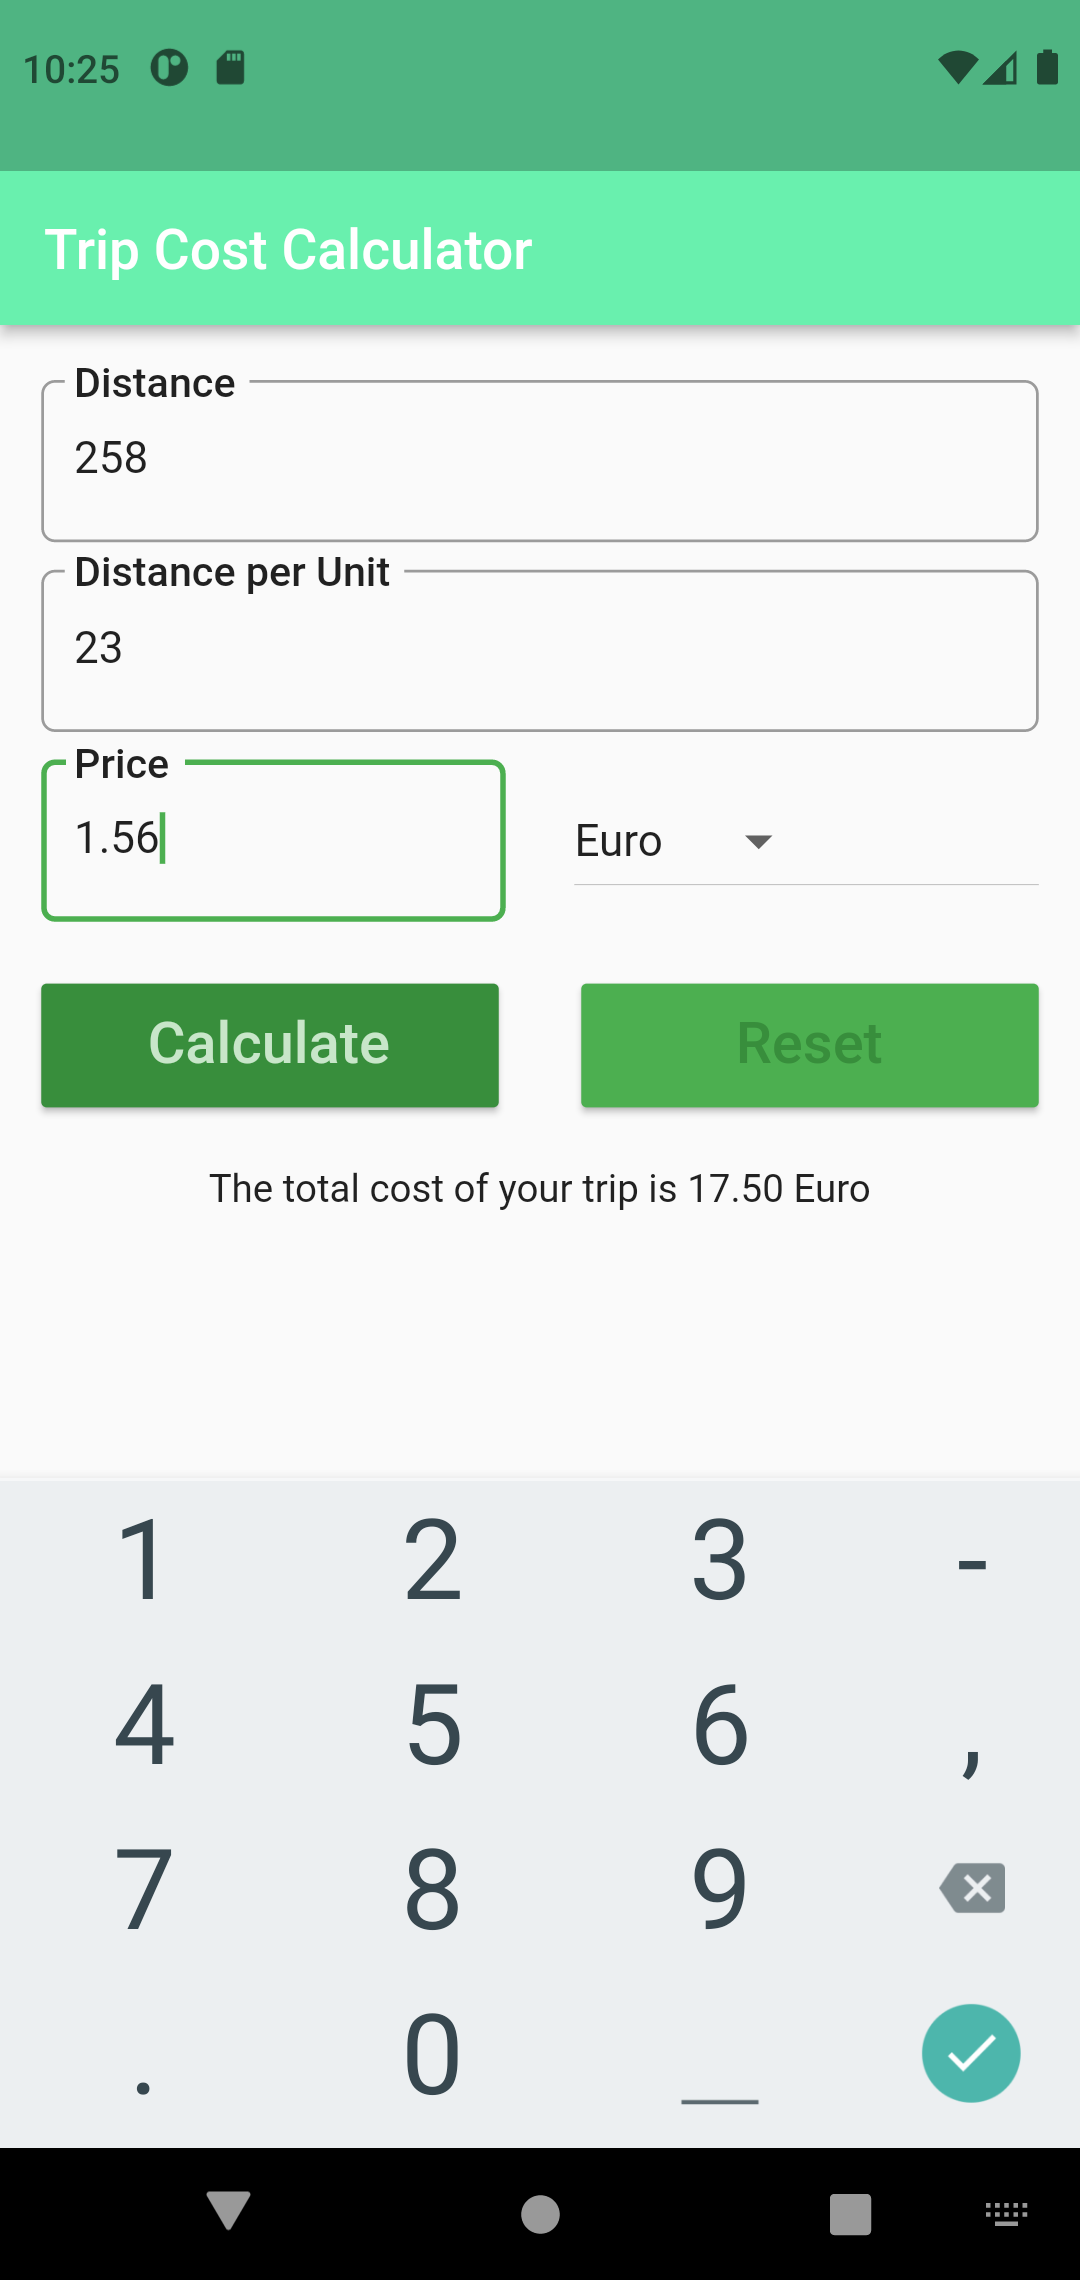 10:25
Trip Cost Calculator
Distance
258
Distance per Unit
23
Price
1.56
Euro
Calculate
Reset
The total cost of your trip is 17.50 Euro
1 2 3 -
4 5 6 ,
7 8 9
. 0